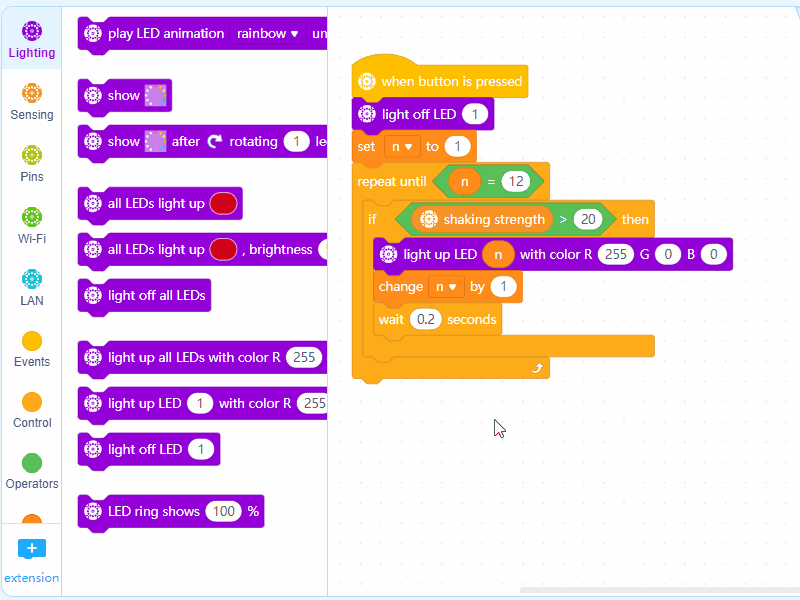 Lighting
Sensing
Pins
Wi-Fi
LAN
Events
Control
Operators
extension
play LED animation rainbow un
show
show after rotating 1 le
all LEDs light up
all LEDs light up , brightness
light off all LEDs
light up all LEDs with color R 255
light up LED 1 with color R 255
light off LED 1
LED ring shows 100 %
when button is pressed
light off LED 1
set n to 1
repeat until n = 12
if shaking strength > 20 then
light up LED n with color R 255 G 0 B 0
change n by 1
wait 0.2 seconds